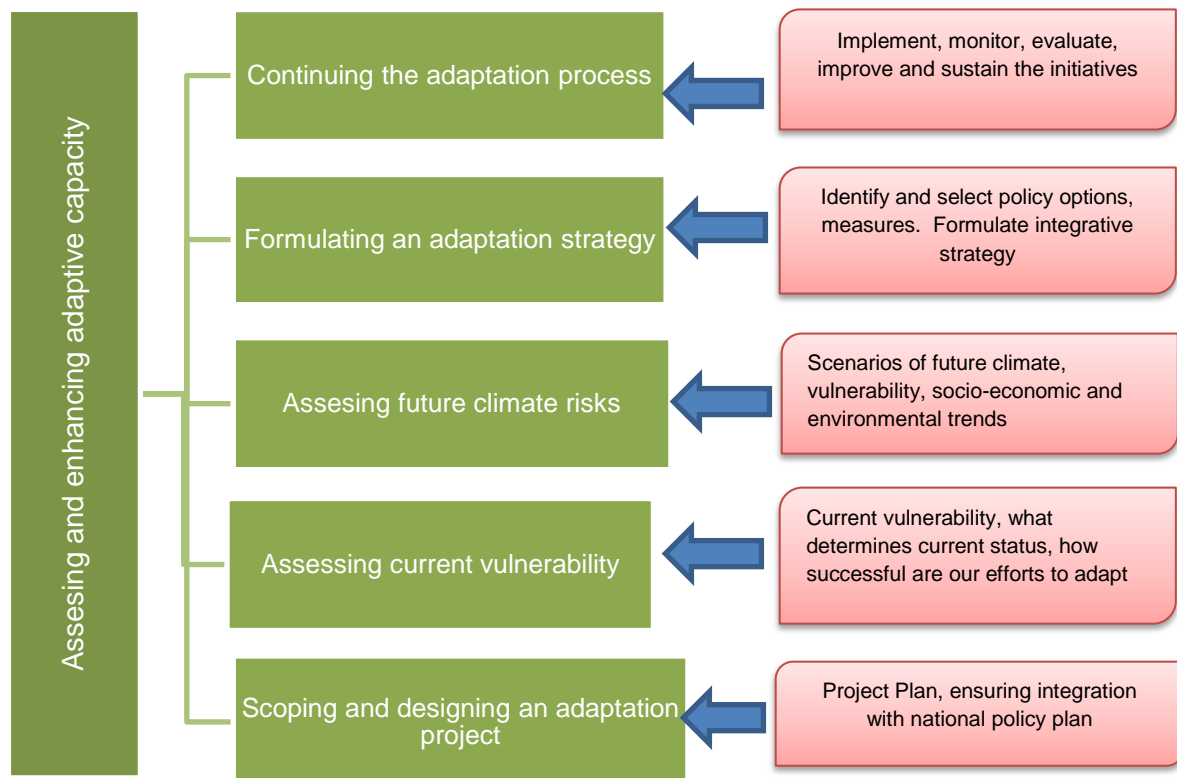 Assesing and enhancing adaptive capacity
Continuing the adaptation process
Implement, monitor, evaluate,
improve and sustain the initiatives
Formulating an adaptation strategy
Identify and select policy options,
measures.  Formulate integrative
strategy
Assesing future climate risks
Scenarios of future climate,
vulnerability, socio-economic and
environmental trends
Assessing current vulnerability
Current vulnerability, what
determines current status, how
successful are our efforts to adapt
Scoping and designing an adaptation
project
Project Plan, ensuring integration
with national policy plan